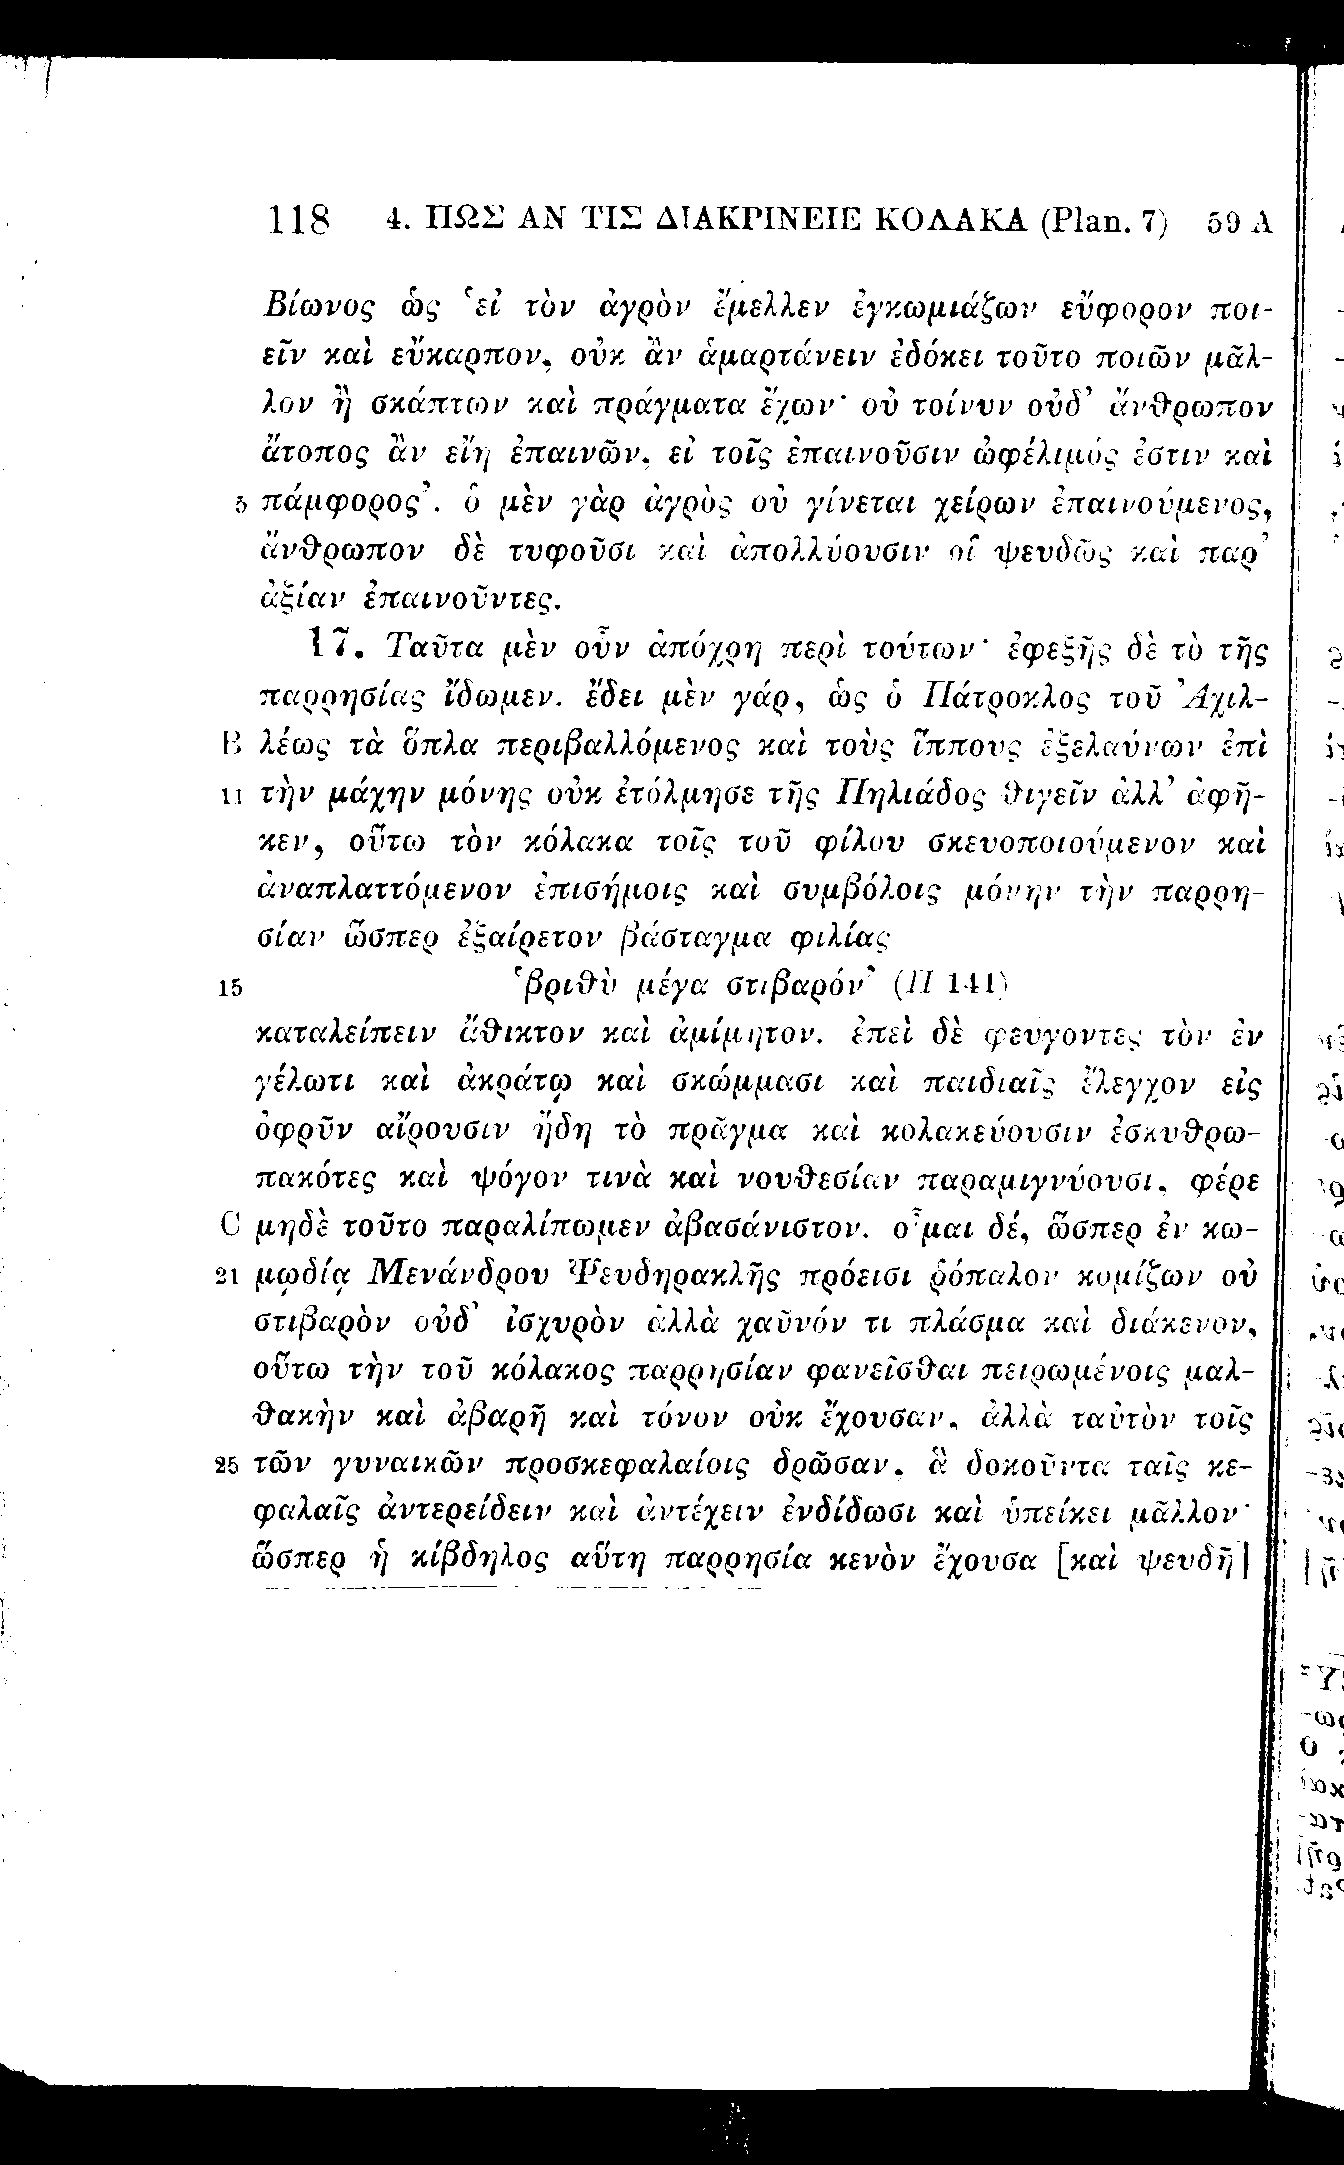 118 4. ΠΩΣ ΑΝ ΤΙΣ ΔΙΑΚΡΙΝΕΙΕ ΚΟΛΑΚΑ (Plan. 7) 59 A
Βίωνος ὡς ‘εἰ τὸν ἀγρὸν ἔμελλεν ἐγκωμιάζων εὔφορον ποι-
εῖν καὶ εὔκαρπον, οὐκ ἂν ἁμαρτάνειν ἐδόκει τοῦτο ποιῶν μᾶλ-
λον ἢ σκάπτων καὶ πράγματα ἔχων· οὐ τοίνυν οὐδ’ ἄνθρωπον
ἄτοπος ἂν εἴη ἐπαινῶν, εἰ τοῖς ἐπαινοῦσιν ὠφέλιμός ἐστιν καὶ
5 πάμφορος’. ὁ μὲν γὰρ ἀγρὸς οὐ γίνεται χείρων ἐπαινούμενος,
ἄνθρωπον δὲ τυφοῦσι καὶ ἀπολλύουσιν οἱ ψευδῶς καὶ παρ’
ἀξίαν ἐπαινοῦντες.
17. Ταῦτα μὲν οὖν ἀπόχρη περὶ τούτων· ἐφεξῆς δὲ τὸ τῆς
παρρησίας ἴδωμεν. ἔδει μὲν γάρ, ὡς ὁ Πάτροκλος τοῦ Ἀχιλ-
B λέως τὰ ὅπλα περιβαλλόμενος καὶ τοὺς ἵππους ἐξελαύνων ἐπὶ
11 τὴν μάχην μόνης οὐκ ἐτόλμησε τῆς Πηλιάδος θιγεῖν ἀλλ’ ἀφῆ-
κεν, οὕτω τὸν κόλακα τοῖς τοῦ φίλου σκευοποιούμενον καὶ
ἀναπλαττόμενον ἐπισήμοις καὶ συμβόλοις μόνην τὴν παρρη-
σίαν ὥσπερ ἐξαίρετον βάσταγμα φιλίας
15 ‘βριθὺ μέγα στιβαρόν’ (Π 141)
καταλείπειν ἄθικτον καὶ ἀμίμητον. ἐπεὶ δὲ φεύγοντες τὸν ἐν
γέλωτι καὶ ἀκράτῳ καὶ σκώμμασι καὶ παιδιαῖς ἔλεγχον εἰς
ὀφρῦν αἴρουσιν ἤδη τὸ πρᾶγμα καὶ κολακεύουσιν ἐσκυθρω-
πακότες καὶ ψόγον τινὰ καὶ νουθεσίαν παραμιγνύουσι, φέρε
C μηδὲ τοῦτο παραλίπωμεν ἀβασάνιστον. οἶμαι δέ, ὥσπερ ἐν κω-
21 μῳδίᾳ Μενάνδρου Ψευδηρακλῆς πρόεισι ῥόπαλον κομίζων οὐ
στιβαρὸν οὐδ’ ἰσχυρὸν ἀλλὰ χαῦνόν τι πλάσμα καὶ διάκενον,
οὕτω τὴν τοῦ κόλακος παρρησίαν φανεῖσθαι πειρωμένοις μαλ-
θακὴν καὶ ἀβαρῆ καὶ τόνον οὐκ ἔχουσαν, ἀλλὰ ταὐτὸν τοῖς
25 τῶν γυναικῶν προσκεφαλαίοις δρῶσαν, ἃ δοκοῦντα ταῖς κε-
φαλαῖς ἀντερείδειν καὶ ἀντέχειν ἐνδίδωσι καὶ ὑπείκει μᾶλλον·
ὥσπερ ἡ κίβδηλος αὕτη παρρησία κενὸν ἔχουσα [καὶ ψευδῆ]